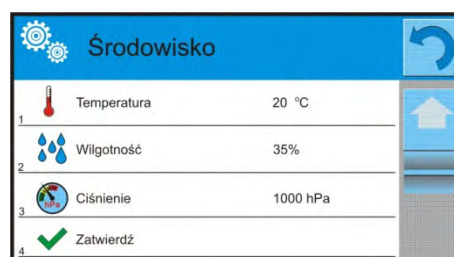 Środowisko
1 Temperatura 20 °C
2 Wilgotność 35%
hPa
3 Ciśnienie 1000 hPa
4 Zatwierdź